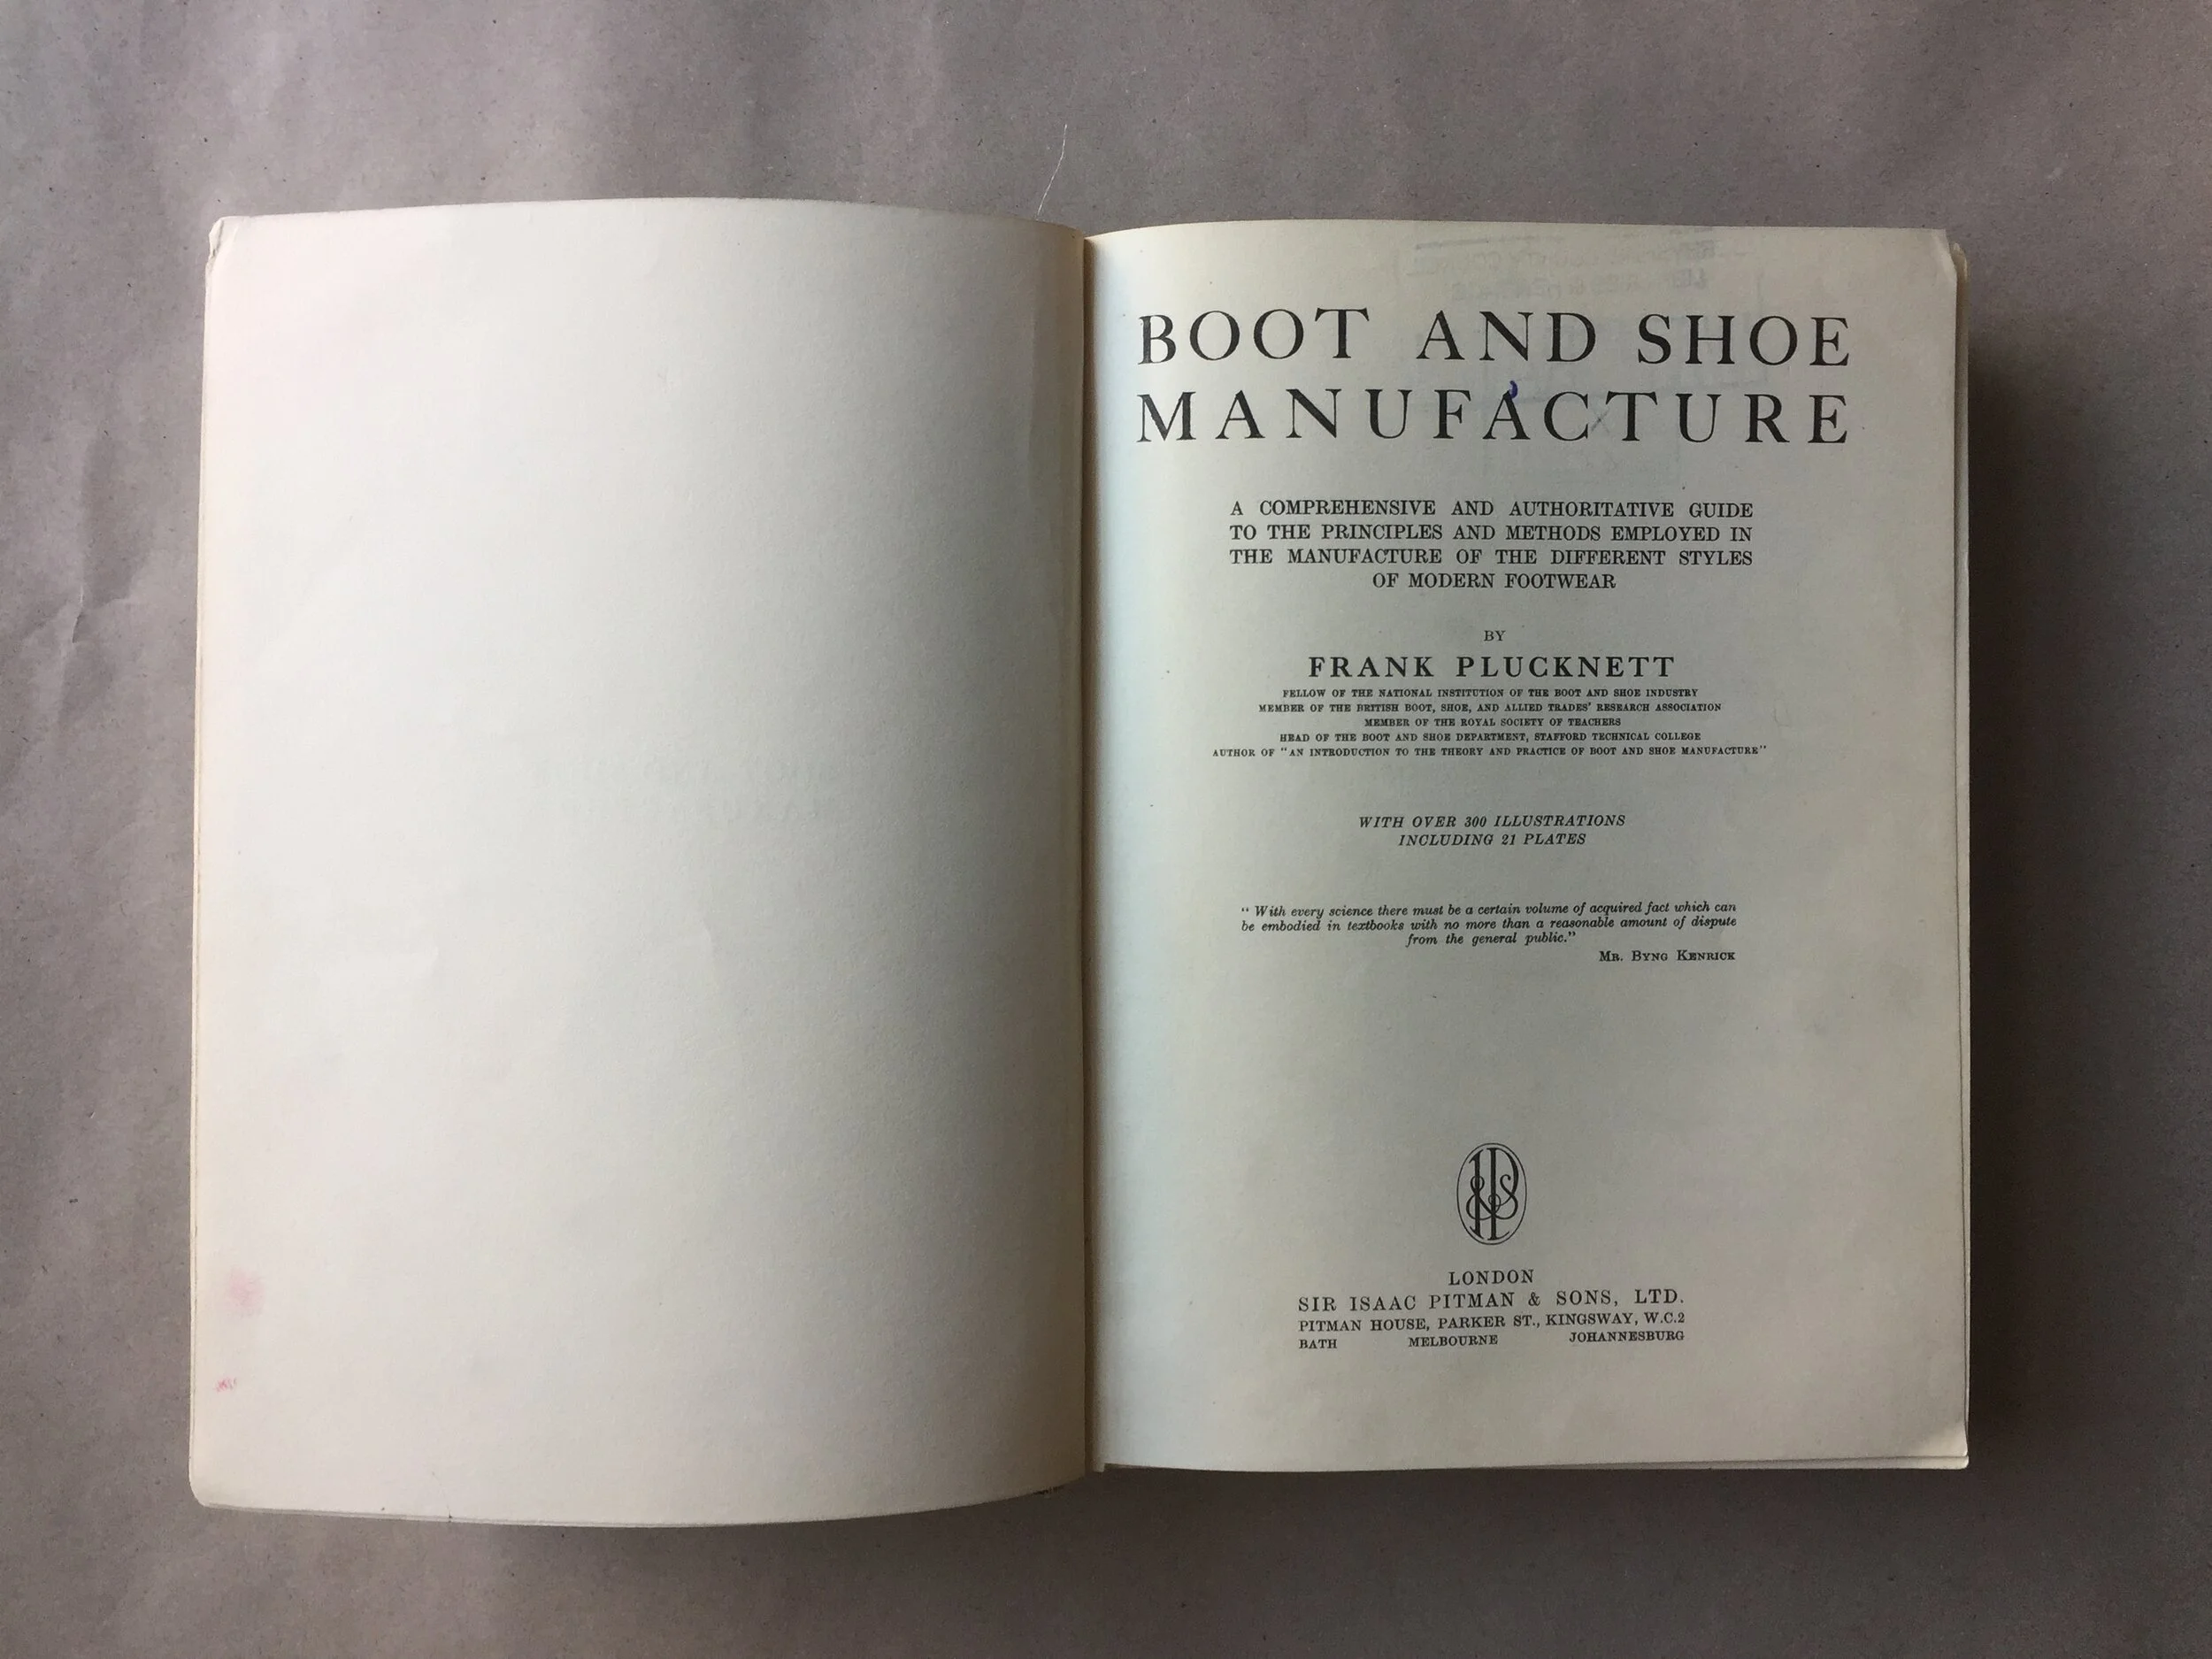 BOOT AND SHOE
MANUFACTURE
A COMPREHENSIVE AND AUTHORITATIVE GUIDE
TO THE PRINCIPLES AND METHODS EMPLOYED IN
THE MANUFACTURE OF THE DIFFERENT STYLES
OF MODERN FOOTWEAR
BY
FRANK PLUCKNETT
FELLOW OF THE NATIONAL INSTITUTION OF THE BOOT AND SHOE INDUSTRY
MEMBER OF THE BRITISH BOOT, SHOE, AND ALLIED TRADES' RESEARCH ASSOCIATION
MEMBER OF THE ROYAL SOCIETY OF TEACHERS
HEAD OF THE BOOT AND SHOE DEPARTMENT, STAFFORD TECHNICAL COLLEGE
AUTHOR OF "AN INTRODUCTION TO THE THEORY AND PRACTICE OF BOOT AND SHOE MANUFACTURE"
WITH OVER 300 ILLUSTRATIONS
INCLUDING 21 PLATES
"With every science there must be a certain volume of acquired fact which can
be embodied in textbooks with no more than a reasonable amount of dispute
from the general public."
MR. BYNG KENRICK
LONDON
SIR ISAAC PITMAN & SONS, LTD.
PITMAN HOUSE, PARKER ST., KINGSWAY, W.C.2
BATH MELBOURNE JOHANNESBURG